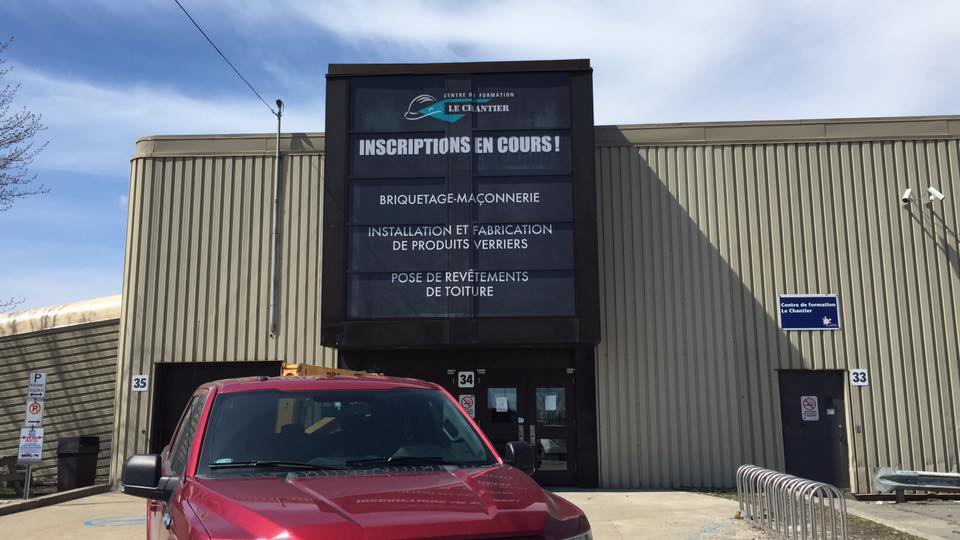 CENTRE DE FORMATION
LE CHANTIER
INSCRIPTIONS EN COURS !
BRIQUETAGE-MAÇONNERIE
INSTALLATION ET FABRICATION
DE PRODUITS VERRIERS
POSE DE REVÊTEMENTS
DE TOITURE
Centre de formation
Le Chantier
35
34
33
P
AVIS